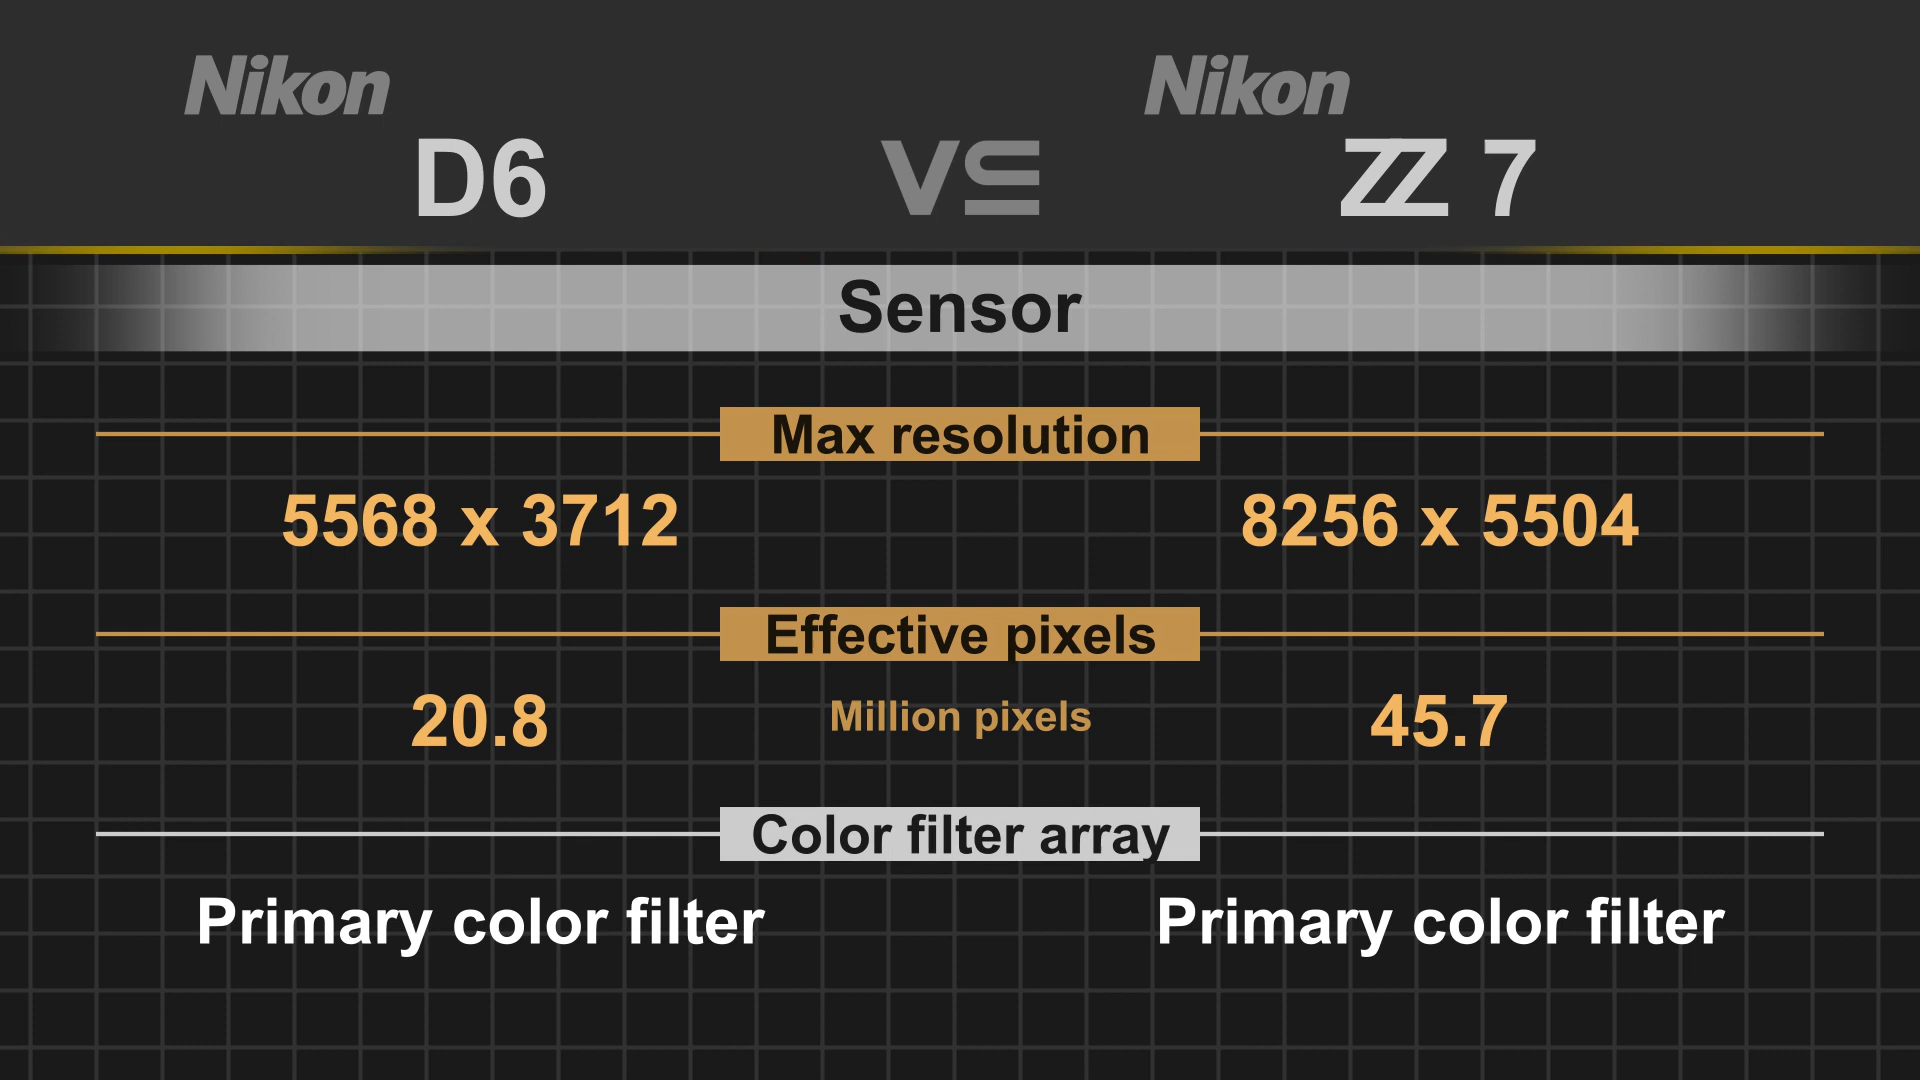 Nikon Nikon
D6 VS ZZ 7
Sensor
Max resolution
5568 x 3712 8256 x 5504
Effective pixels
20.8 Million pixels 45.7
Color filter array
Primary color filter Primary color filter